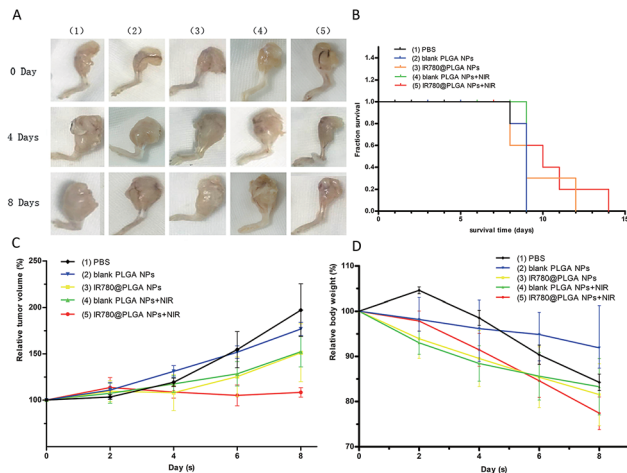 A
(1) (2) (3) (4) (5)
0 Day
4 Days
8 Days
B
(1) PBS
(2) blank PLGA NPs
(3) IR780@PLGA NPs
(4) blank PLGA NPs+NIR
(5) IR780@PLGA NPs+NIR
Fraction survival
1.4
1.2
1.0
0.8
0.6
0.4
0.2
0.0
0 5 10 15
survival time (days)
C
(1) PBS
(2) blank PLGA NPs
(3) IR780@PLGA NPs
(4) blank PLGA NPs+NIR
(5) IR780@PLGA NPs+NIR
Relative tumor volume (%)
250
200
150
100
50
0 2 4 6 8
Day (s)
D
(1) PBS
(2) blank PLGA NPs
(3) IR780@PLGA NPs
(4) blank PLGA NPs+NIR
(5) IR780@PLGA NPs+NIR
Relative body weight (%)
110
100
90
80
70
0 2 4 6 8
Day (s)